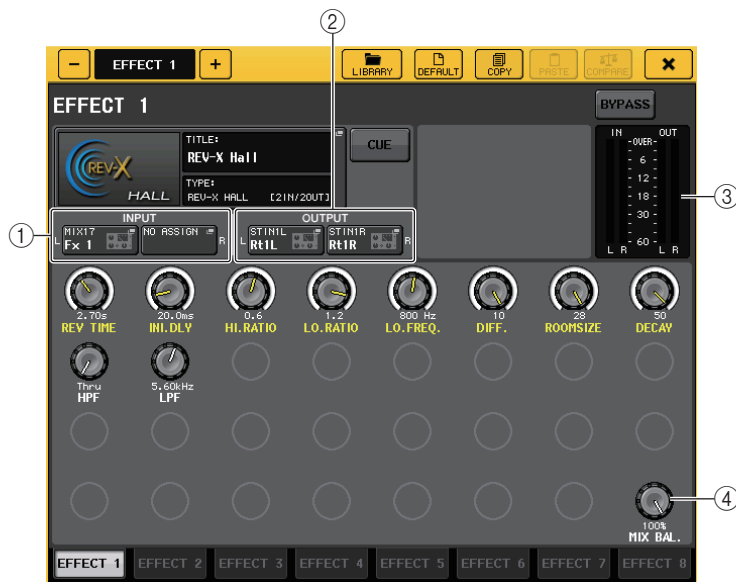 ②
− EFFECT 1 + LIBRARY DEFAULT COPY PASTE COMPARE ×
EFFECT 1
BYPASS
REV-X
HALL
TITLE:
REV-X Hall
TYPE:
REV-X HALL [2IN/2OUT]
CUE
IN OUT
-OVER-
- 6 -
- 12 -
- 18 -
- 30 -
- 60 -
L R L R
③
①
INPUT
L MIX17 Fx 1
NO ASSIGN R
OUTPUT
L STIN1L Rt1L
STIN1R Rt1R R
2.70s 20.0ms 0.6 1.2 800 Hz 10 28 50
REV TIME INI.DLY HI.RATIO LO.RATIO LO.FREQ. DIFF. ROOMSIZE DECAY
Thru 5.60kHz
HPF LPF
④
100%
MIX BAL.
EFFECT 1 EFFECT 2 EFFECT 3 EFFECT 4 EFFECT 5 EFFECT 6 EFFECT 7 EFFECT 8